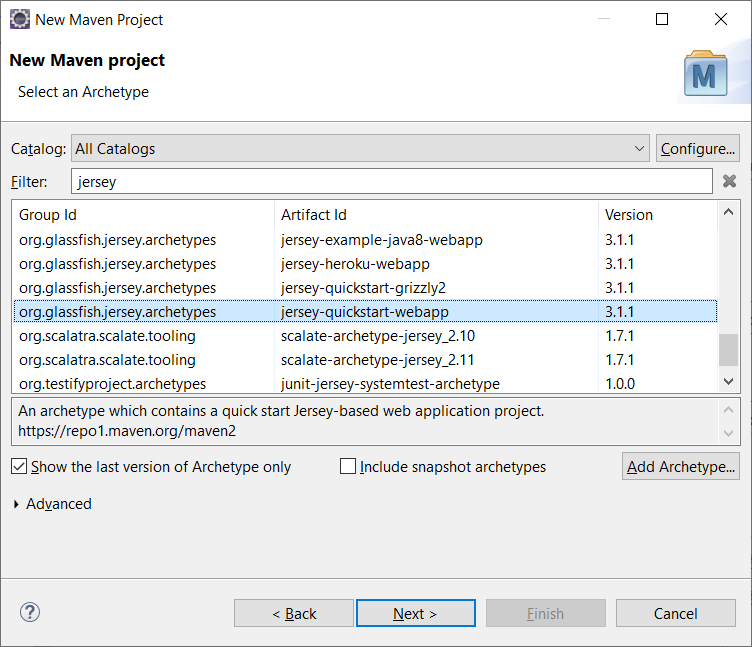 New Maven Project
New Maven project
Select an Archetype
M
Catalog: All Catalogs Configure...
Filter: jersey
Group Id Artifact Id Version
org.glassfish.jersey.archetypes jersey-example-java8-webapp 3.1.1
org.glassfish.jersey.archetypes jersey-heroku-webapp 3.1.1
org.glassfish.jersey.archetypes jersey-quickstart-grizzly2 3.1.1
org.glassfish.jersey.archetypes jersey-quickstart-webapp 3.1.1
org.scalatra.scalate.tooling scalate-archetype-jersey_2.10 1.7.1
org.scalatra.scalate.tooling scalate-archetype-jersey_2.11 1.7.1
org.testifyproject.archetypes junit-jersey-systemtest-archetype 1.0.0
An archetype which contains a quick start Jersey-based web application project.
https://repo1.maven.org/maven2
Show the last version of Archetype only Include snapshot archetypes Add Archetype...
Advanced
? < Back Next > Finish Cancel